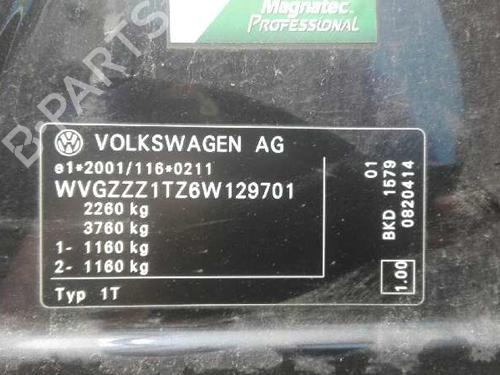 Magnatec
PROFESSIONAL
B-PARTS
VOLKSWAGEN AG
e1*2001/116*0211
WVGZZZ1TZ6W129701
2260 kg
3760 kg
1- 1160 kg
2- 1160 kg
Typ 1T
01
BKD 1579
0820414
1.00